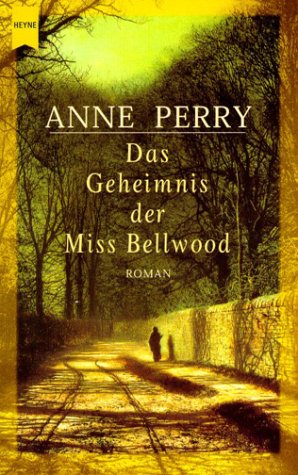 HEYNE
ANNE PERRY
Das
Geheimnis
der
Miss Bellwood
ROMAN